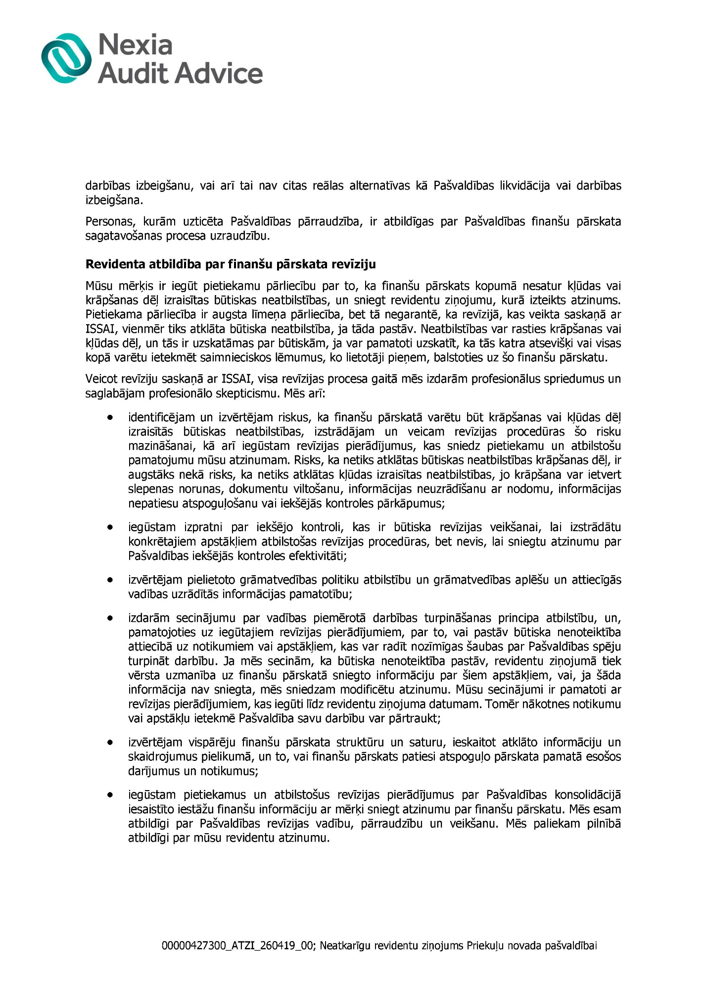 Nexia
Audit Advice
darbības izbeigšanu, vai arī tai nav citas reālas alternatīvas kā Pašvaldības likvidācija vai darbības
izbeigšana.
Personas, kurām uzticēta Pašvaldības pārraudzība, ir atbildīgas par Pašvaldības finanšu pārskata
sagatavošanas procesa uzraudzību.
Revidenta atbildība par finanšu pārskata revīziju
Mūsu mērķis ir iegūt pietiekamu pārliecību par to, ka finanšu pārskats kopumā nesatur kļūdas vai
krāpšanas dēļ izraisītas būtiskas neatbilstības, un sniegt revidentu ziņojumu, kurā izteikts atzinums.
Pietiekama pārliecība ir augsta līmeņa pārliecība, bet tā negarantē, ka revīzijā, kas veikta saskaņā ar
ISSAI, vienmēr tiks atklāta būtiska neatbilstība, ja tāda pastāv. Neatbilstības var rasties krāpšanas vai
kļūdas dēļ, un tās ir uzskatāmas par būtiskām, ja var pamatoti uzskatīt, ka tās katra atsevišķi vai visas
kopā varētu ietekmēt saimnieciskos lēmumus, ko lietotāji pieņem, balstoties uz šo finanšu pārskatu.
Veicot revīziju saskaņā ar ISSAI, visa revīzijas procesa gaitā mēs izdarām profesionālus spriedumus un
saglabājam profesionālo skepticismu. Mēs arī:
• identificējam un izvērtējam riskus, ka finanšu pārskatā varētu būt krāpšanas vai kļūdas dēļ
izraisītās būtiskas neatbilstības, izstrādājam un veicam revīzijas procedūras šo risku
mazināšanai, kā arī iegūstam revīzijas pierādījumus, kas sniedz pietiekamu un atbilstošu
pamatojumu mūsu atzinumam. Risks, ka netiks atklātas būtiskas neatbilstības krāpšanas dēļ, ir
augstāks nekā risks, ka netiks atklātas kļūdas izraisītas neatbilstības, jo krāpšana var ietvert
slepenas norunas, dokumentu viltošanu, informācijas neuzrādīšanu ar nodomu, informācijas
nepatiesu atspoguļošanu vai iekšējās kontroles pārkāpumus;
• iegūstam izpratni par iekšējo kontroli, kas ir būtiska revīzijas veikšanai, lai izstrādātu
konkrētajiem apstākļiem atbilstošas revīzijas procedūras, bet nevis, lai sniegtu atzinumu par
Pašvaldības iekšējās kontroles efektivitāti;
• izvērtējam pielietoto grāmatvedības politiku atbilstību un grāmatvedības aplēšu un attiecīgās
vadības uzrādītās informācijas pamatotību;
• izdarām secinājumu par vadības piemērotā darbības turpināšanas principa atbilstību, un,
pamatojoties uz iegūtajiem revīzijas pierādījumiem, par to, vai pastāv būtiska nenoteiktība
attiecībā uz notikumiem vai apstākļiem, kas var radīt nozīmīgas šaubas par Pašvaldības spēju
turpināt darbību. Ja mēs secinām, ka būtiska nenoteiktība pastāv, revidentu ziņojumā tiek
vērsta uzmanība uz finanšu pārskatā sniegto informāciju par šiem apstākļiem, vai, ja šāda
informācija nav sniegta, mēs sniedzam modificētu atzinumu. Mūsu secinājumi ir pamatoti ar
revīzijas pierādījumiem, kas iegūti līdz revidentu ziņojuma datumam. Tomēr nākotnes notikumu
vai apstākļu ietekmē Pašvaldība savu darbību var pārtraukt;
• izvērtējam vispārēju finanšu pārskata struktūru un saturu, ieskaitot atklāto informāciju un
skaidrojumus pielikumā, un to, vai finanšu pārskats patiesi atspoguļo pārskata pamatā esošos
darījumus un notikumus;
• iegūstam pietiekamus un atbilstošus revīzijas pierādījumus par Pašvaldības konsolidācijā
iesaistīto iestāžu finanšu informāciju ar mērķi sniegt atzinumu par finanšu pārskatu. Mēs esam
atbildīgi par Pašvaldības revīzijas vadību, pārraudzību un veikšanu. Mēs paliekam pilnībā
atbildīgi par mūsu revidentu atzinumu.
00000427300_ATZI_260419_00; Neatkarīgu revidentu ziņojums Priekuļu novada pašvaldībai